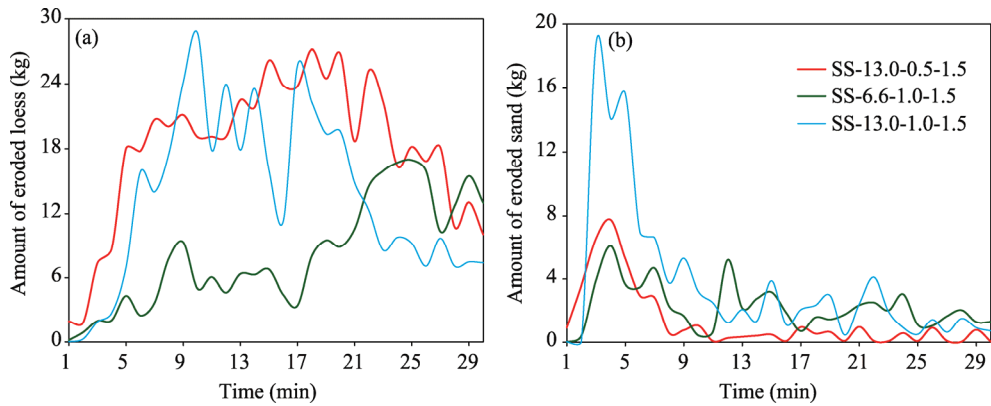 (a)
Amount of eroded loess (kg)
30
24
18
12
6
0
1 5 9 13 17 21 25 29
Time (min)
(b)
Amount of eroded sand (kg)
20
16
12
8
4
0
SS-13.0-0.5-1.5
SS-6.6-1.0-1.5
SS-13.0-1.0-1.5
1 5 9 13 17 21 25 29
Time (min)